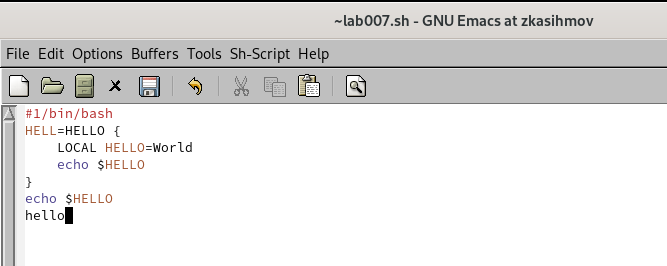 ~lab007.sh - GNU Emacs at zkasihmov
File Edit Options Buffers Tools Sh-Script Help
#1/bin/bash
HELL=HELLO {
    LOCAL HELLO=World
    echo $HELLO
}
echo $HELLO
hello